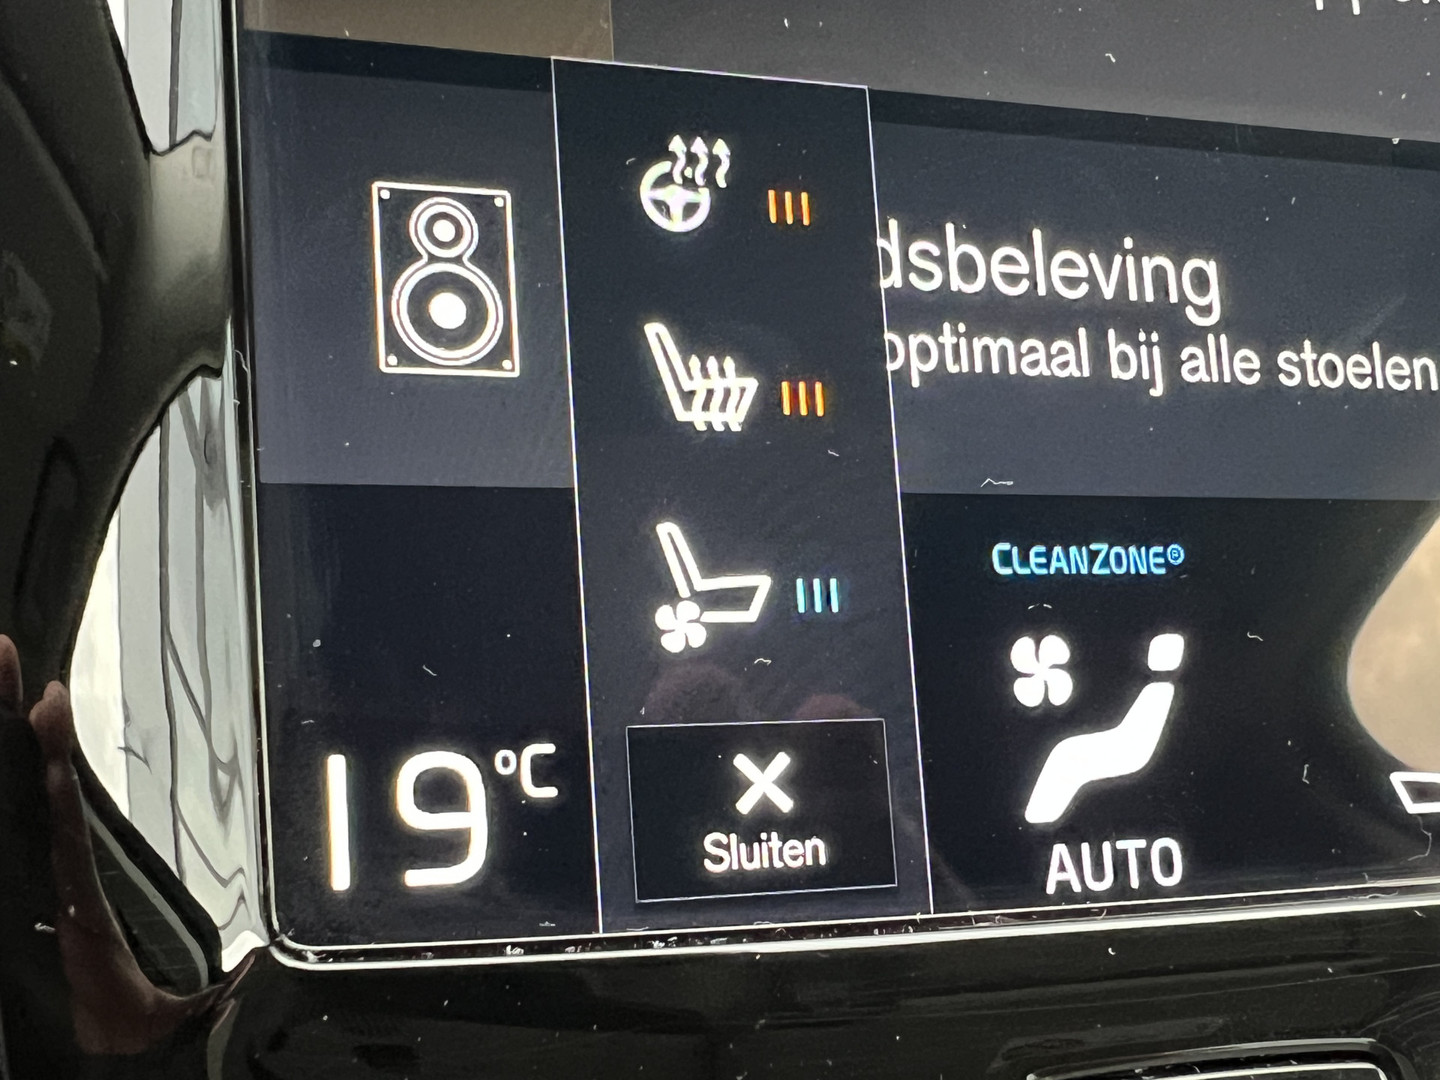 dsbeleving
optimaal bij alle stoelen
CLEANZONE®
19°C
Sluiten
AUTO